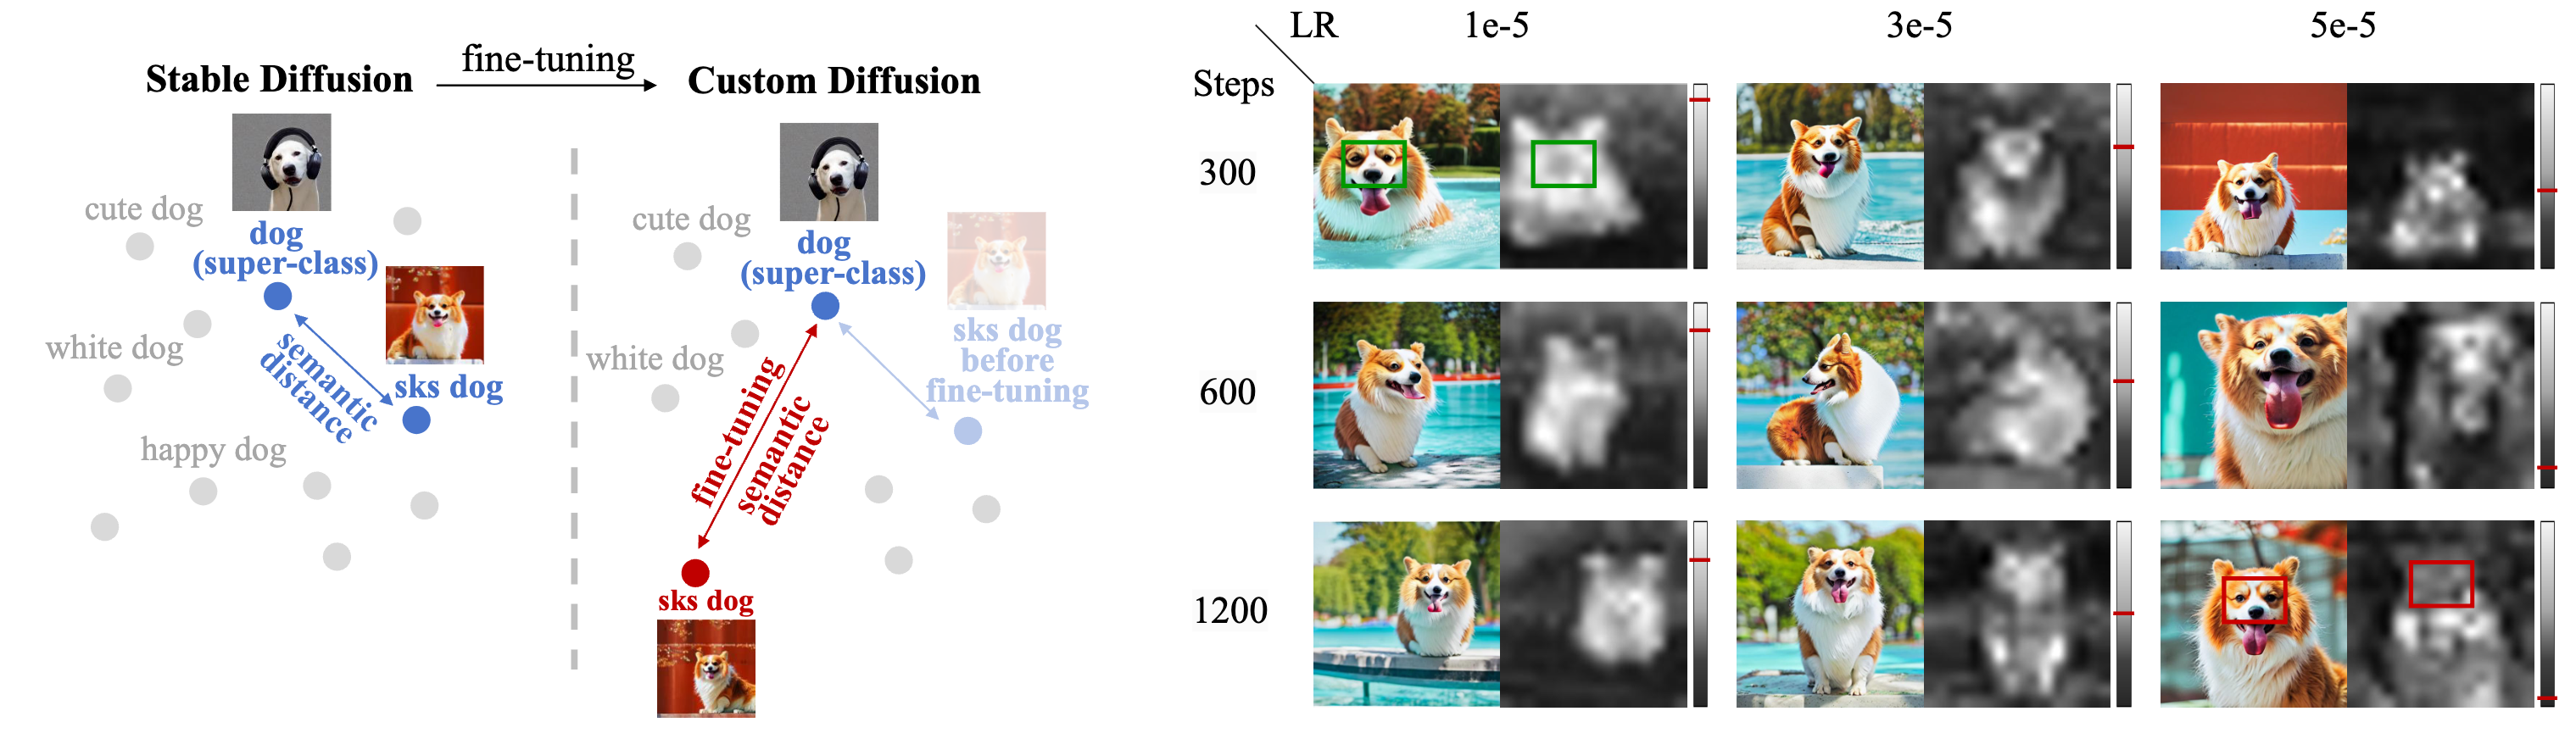 Stable Diffusion
fine-tuning
Custom Diffusion
cute dog
dog
(super-class)
white dog
semantic
distance
sks dog
happy dog
cute dog
dog
(super-class)
white dog
sks dog
before
fine-tuning
fine-tuning
semantic
distance
sks dog
LR
1e-5
3e-5
5e-5
Steps
300
600
1200